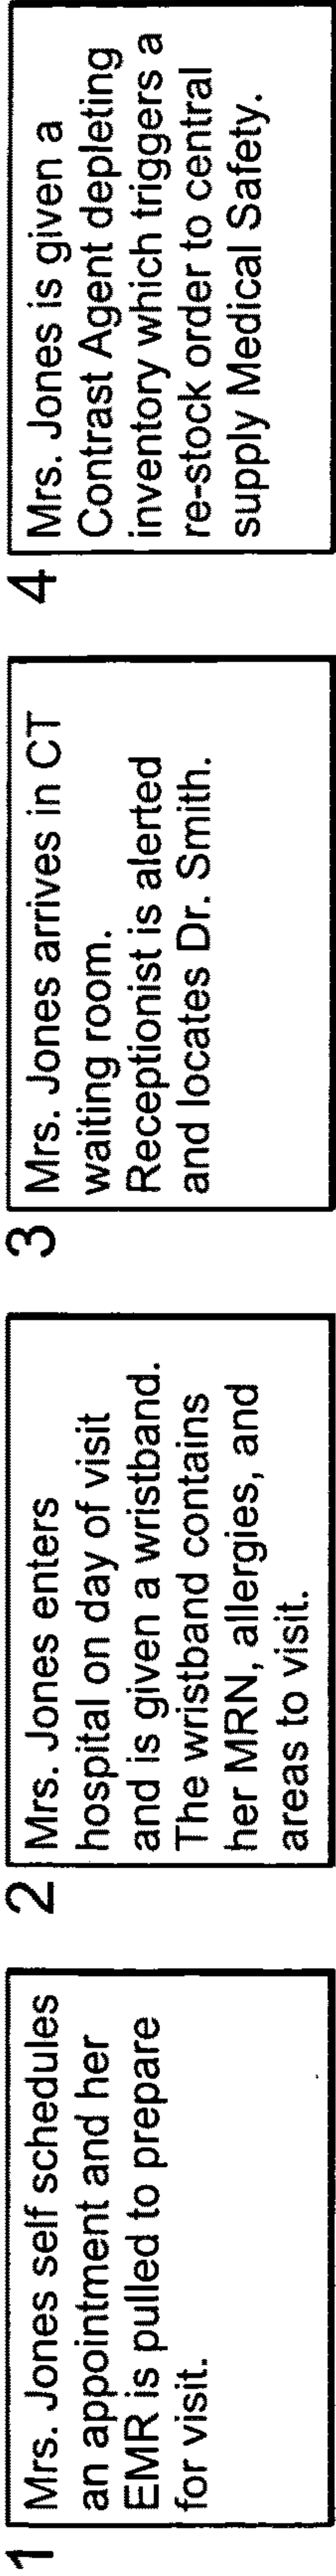 1
Mrs. Jones self schedules
an appointment and her
EMR is pulled to prepare
for visit.
2
Mrs. Jones enters
hospital on day of visit
and is given a wristband.
The wristband contains
her MRN, allergies, and
areas to visit.
3
Mrs. Jones arrives in CT
waiting room.
Receptionist is alerted
and locates Dr. Smith.
4
Mrs. Jones is given a
Contrast Agent depleting
inventory which triggers a
re-stock order to central
supply Medical Safety.